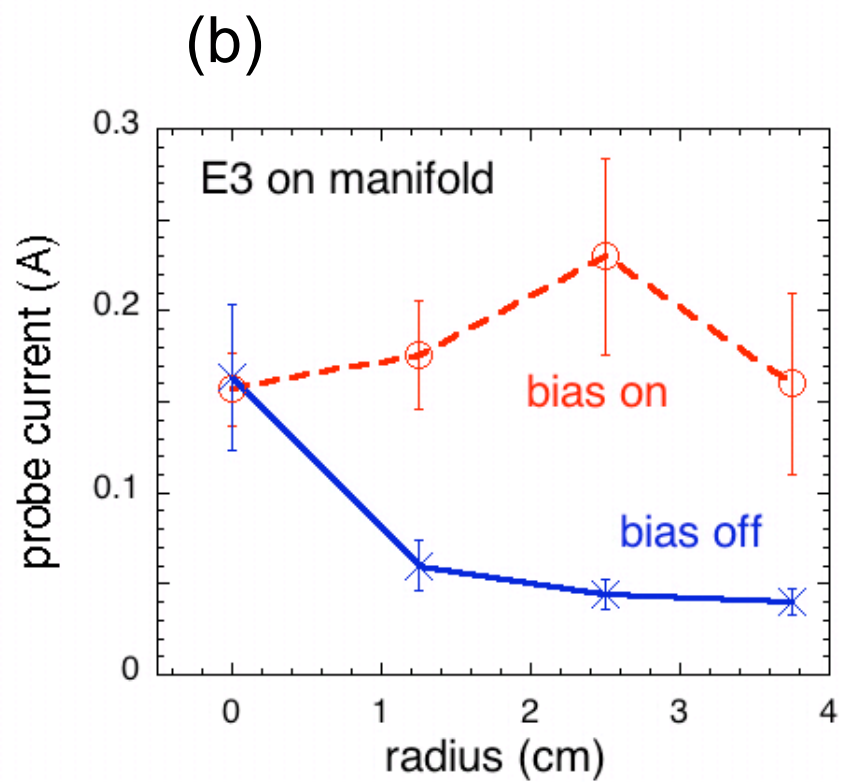 (b)
0.3
E3 on manifold
0.2
bias on
0.1
bias off
0
0 1 2 3 4
radius (cm)
probe current (A)